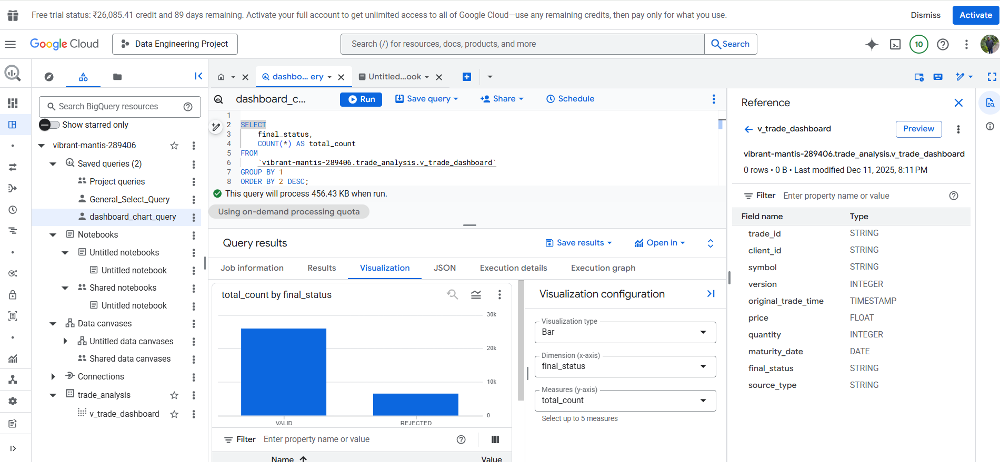 Free trial status: ₹26,085.41 credit and 89 days remaining. Activate your full account to get unlimited access to all of Google Cloud—use any remaining credits, then pay only for what you use.
Dismiss
Activate
Google Cloud
Data Engineering Project
Search (/) for resources, docs, products, and more
Search
10
dashbo... ery
Untitled...ook
Search BigQuery resources
Show starred only
vibrant-mantis-289406
Saved queries (2)
Project queries
General_Select_Query
dashboard_chart_query
Notebooks
Untitled notebooks
Untitled notebook
Shared notebooks
Untitled notebook
Data canvases
Untitled data canvases
Shared data canvases
Connections
trade_analysis
v_trade_dashboard
dashboard_c...
Run
Save query
Share
Schedule
1
2 SELECT
3 final_status,
4 COUNT(*) AS total_count
5 FROM
6 `vibrant-mantis-289406.trade_analysis.v_trade_dashboard`
7 GROUP BY 1
8 ORDER BY 2 DESC;
This query will process 456.43 KB when run.
Using on-demand processing quota
Query results
Save results
Open in
Job information
Results
Visualization
JSON
Execution details
Execution graph
total_count by final_status
30k
20k
10k
0
VALID
REJECTED
Filter Enter property name or value
Name
Value
Visualization configuration
Visualization type
Bar
Dimension (x-axis)
final_status
Measures (y-axis)
total_count
Select up to 5 measures
Reference
v_trade_dashboard
Preview
vibrant-mantis-289406.trade_analysis.v_trade_dashboard
0 rows • 0 B • Last modified Dec 11, 2025, 8:11 PM
Filter Enter property name or value
Field name Type
trade_id STRING
client_id STRING
symbol STRING
version INTEGER
original_trade_time TIMESTAMP
price FLOAT
quantity INTEGER
maturity_date DATE
final_status STRING
source_type STRING